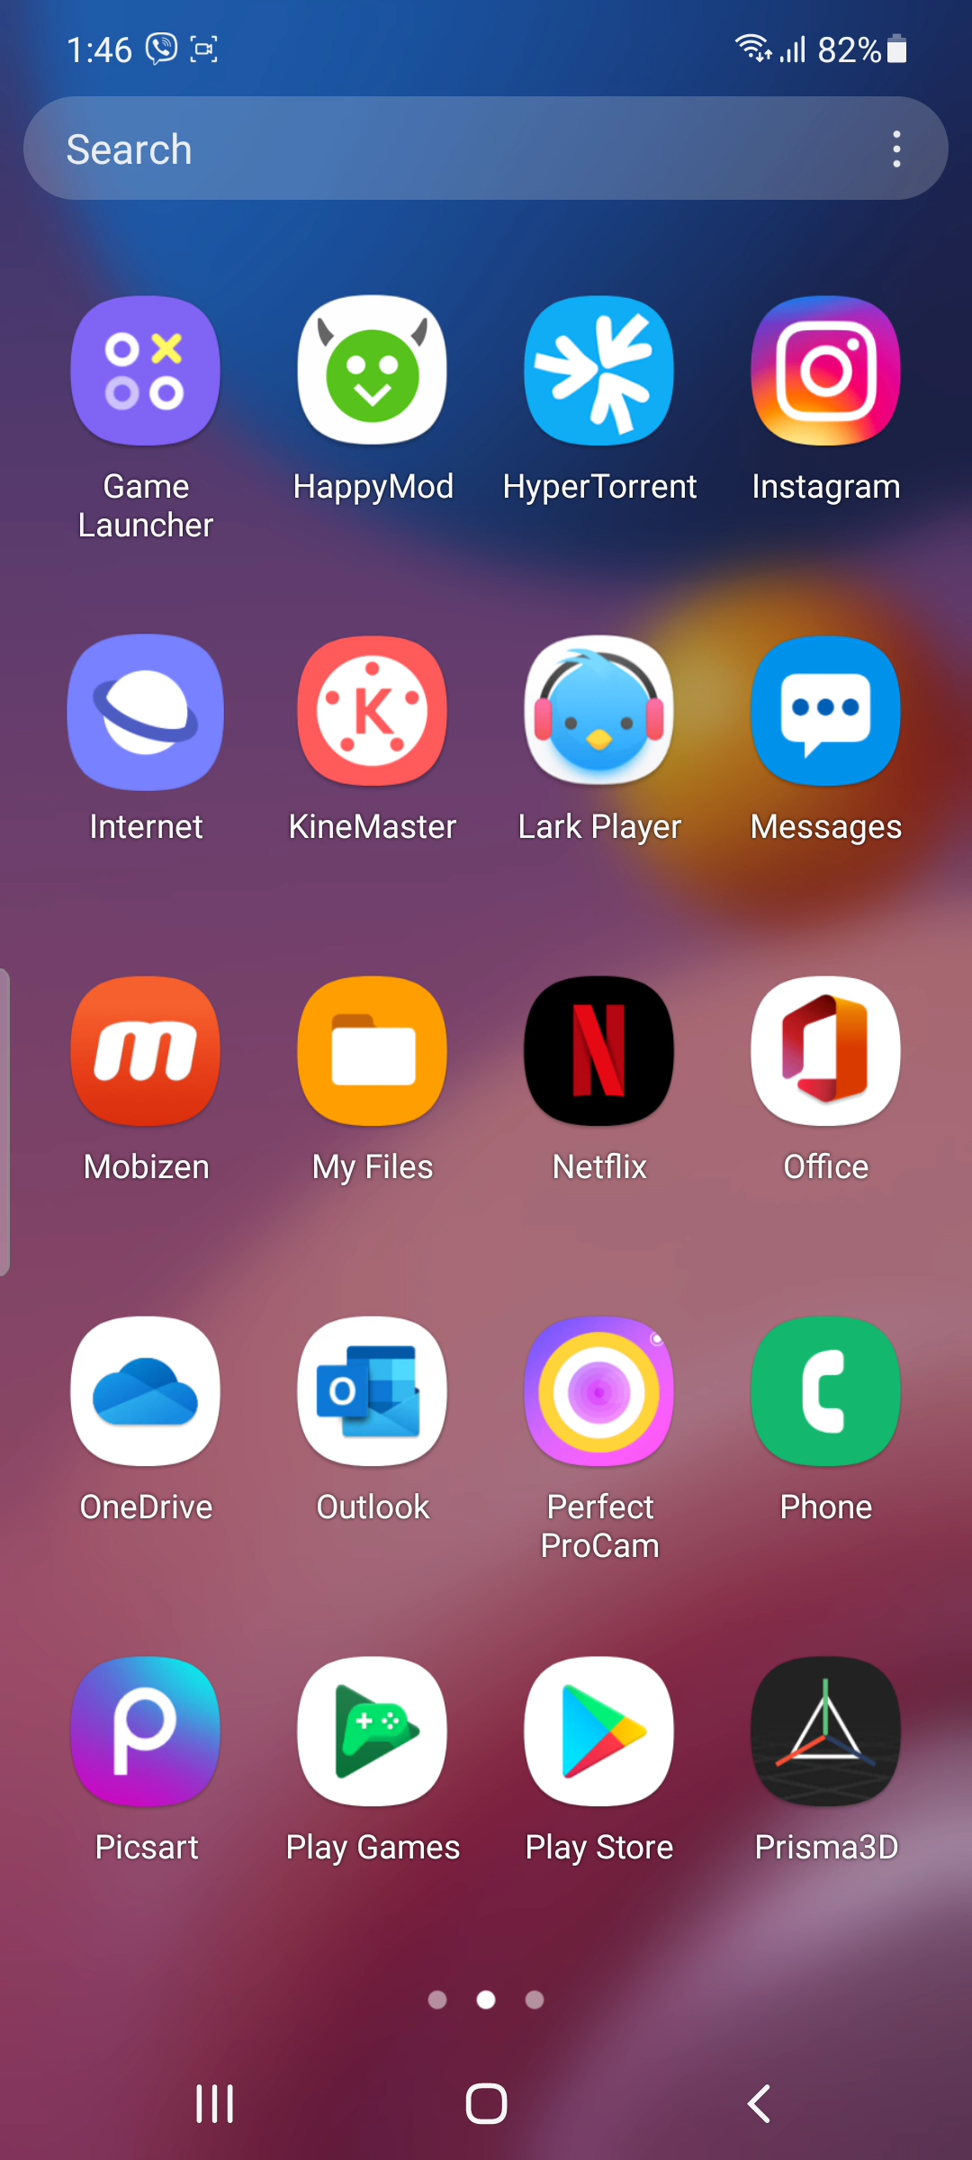 1:46 82%
Search
Game
Launcher
HappyMod
HyperTorrent
Instagram
Internet
KineMaster
Lark Player
Messages
Mobizen
My Files
Netflix
Office
OneDrive
Outlook
Perfect
ProCam
Phone
Picsart
Play Games
Play Store
Prisma3D